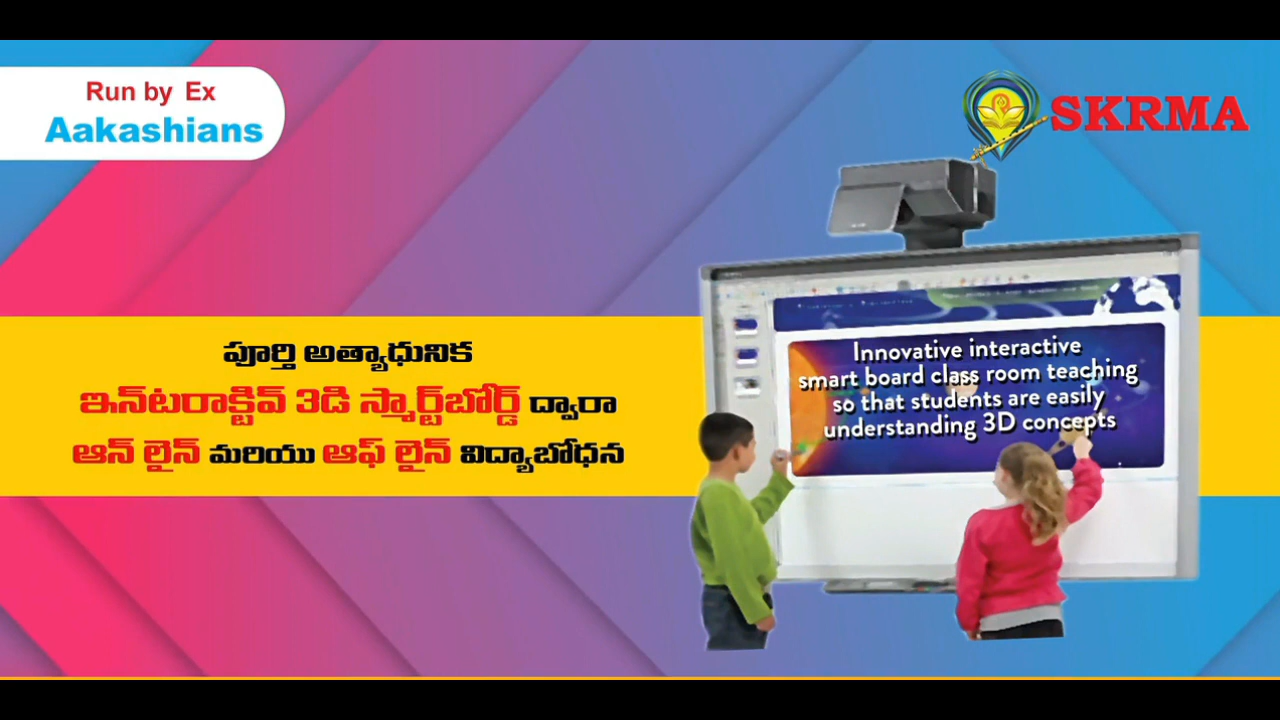 Run by Ex
Aakashians
SKRMA
పూర్తి అత్యాధునిక
ఇన్‌టరాక్టివ్ 3డి స్మార్ట్‌బోర్డ్ ద్వారా
ఆన్ లైన్ మరియు ఆఫ్ లైన్ విద్యాబోధన
Innovative interactive
smart board class room teaching
so that students are easily
understanding 3D concepts